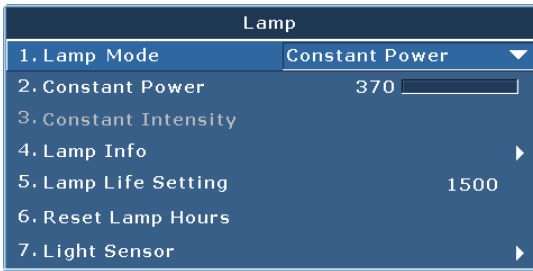 Lamp
1. Lamp Mode Constant Power
2. Constant Power 370
3. Constant Intensity
4. Lamp Info
5. Lamp Life Setting 1500
6. Reset Lamp Hours
7. Light Sensor